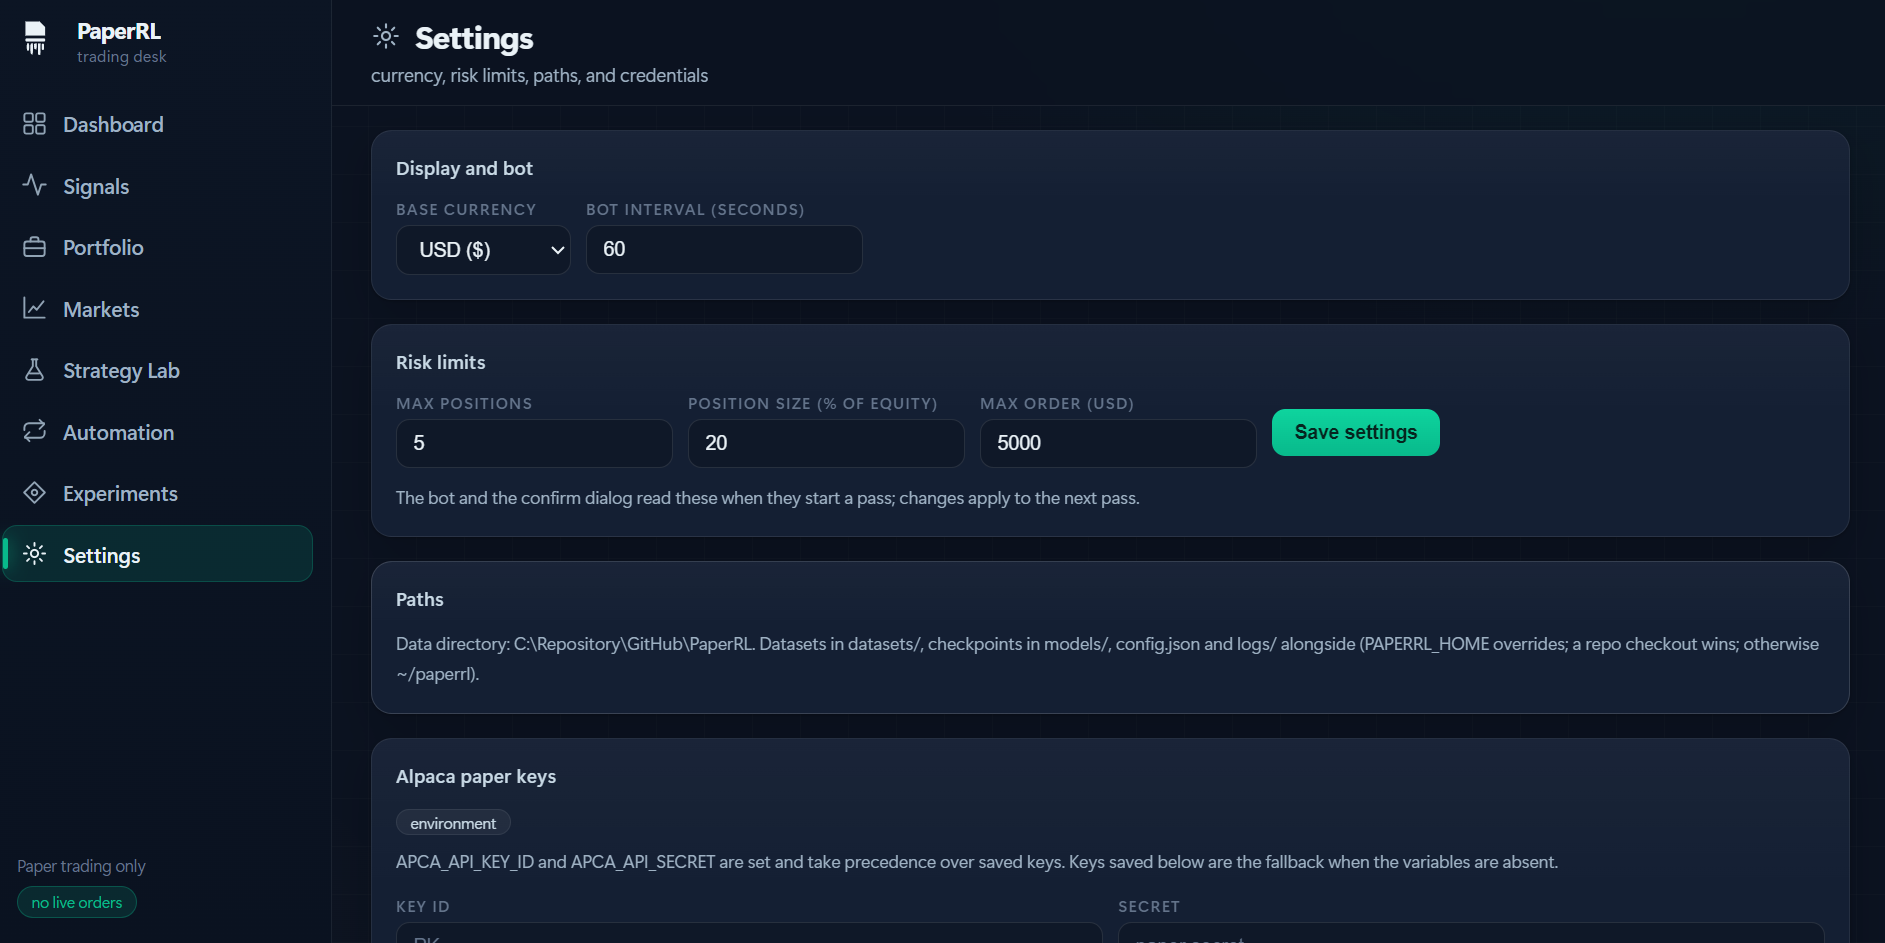 PaperRL
trading desk
Dashboard
Signals
Portfolio
Markets
Strategy Lab
Automation
Experiments
Settings
Paper trading only
no live orders
Settings
currency, risk limits, paths, and credentials
Display and bot
BASE CURRENCY
BOT INTERVAL (SECONDS)
USD ($)
60
Risk limits
MAX POSITIONS
POSITION SIZE (% OF EQUITY)
MAX ORDER (USD)
5
20
5000
Save settings
The bot and the confirm dialog read these when they start a pass; changes apply to the next pass.
Paths
Data directory: C:\Repository\GitHub\PaperRL. Datasets in datasets/, checkpoints in models/, config.json and logs/ alongside (PAPERRL_HOME overrides; a repo checkout wins; otherwise
~/paperrl).
Alpaca paper keys
environment
APCA_API_KEY_ID and APCA_API_SECRET are set and take precedence over saved keys. Keys saved below are the fallback when the variables are absent.
KEY ID
SECRET